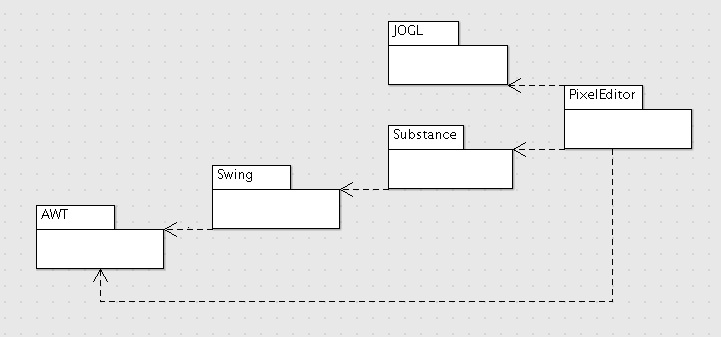 JOGL
PixelEditor
Substance
Swing
AWT